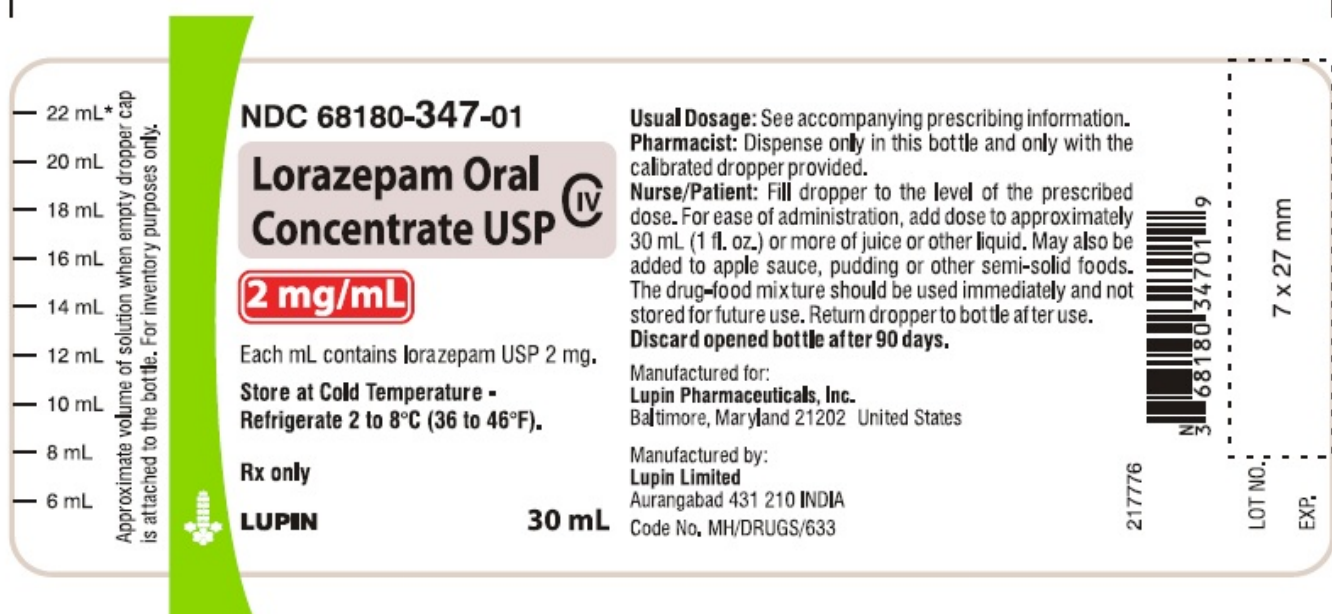 22 mL*
20 mL
18 mL
16 mL
14 mL
12 mL
10 mL
8 mL
6 mL
Approximate volume of solution when empty dropper cap
is attached to the bottle. For inventory purposes only.
NDC 68180-347-01
Lorazepam Oral
Concentrate USP
CIV
2 mg/mL
Each mL contains lorazepam USP 2 mg.
Store at Cold Temperature -
Refrigerate 2 to 8°C (36 to 46°F).
Rx only
LUPIN
30 mL
Usual Dosage: See accompanying prescribing information.
Pharmacist: Dispense only in this bottle and only with the
calibrated dropper provided.
Nurse/Patient: Fill dropper to the level of the prescribed
dose. For ease of administration, add dose to approximately
30 mL (1 fl. oz.) or more of juice or other liquid. May also be
added to apple sauce, pudding or other semi-solid foods.
The drug-food mixture should be used immediately and not
stored for future use. Return dropper to bottle after use.
Discard opened bottle after 90 days.
Manufactured for:
Lupin Pharmaceuticals, Inc.
Baltimore, Maryland 21202 United States
Manufactured by:
Lupin Limited
Aurangabad 431 210 INDIA
Code No. MH/DRUGS/633
217776
N
3 68180 34701 9
7 x 27 mm
LOT NO.
EXP.